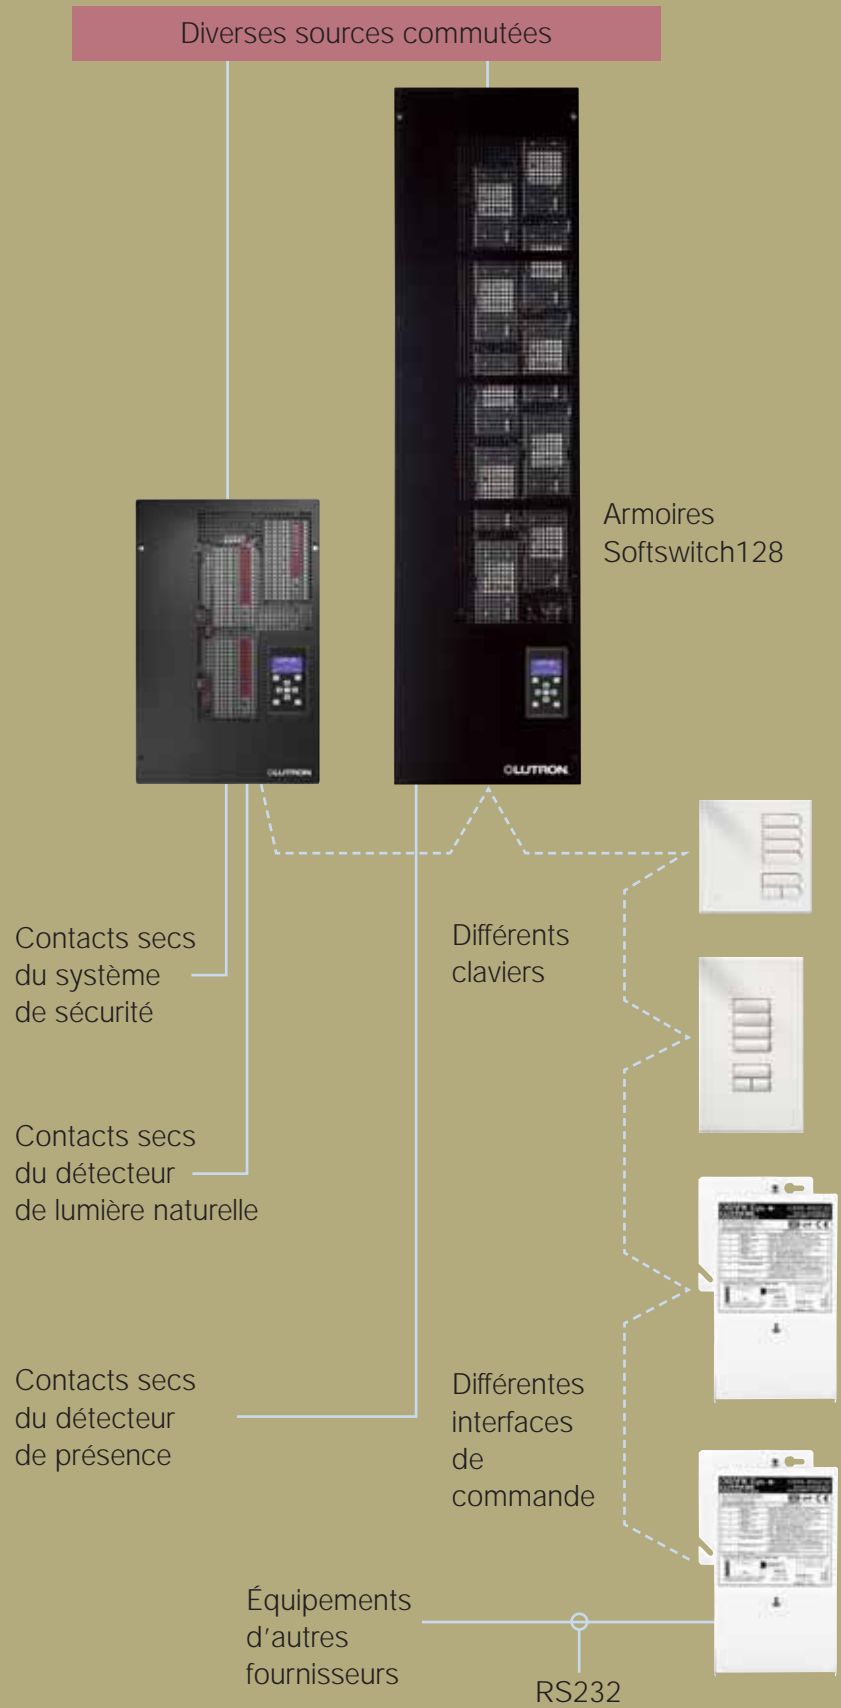 Diverses sources commutées
Armoires
Softswitch128
LUTRON
LUTRON
Contacts secs
du système
de sécurité
Différents
claviers
Contacts secs
du détecteur
de lumière naturelle
Contacts secs
du détecteur
de présence
Différentes
interfaces
de
commande
Équipements
d'autres
fournisseurs
RS232